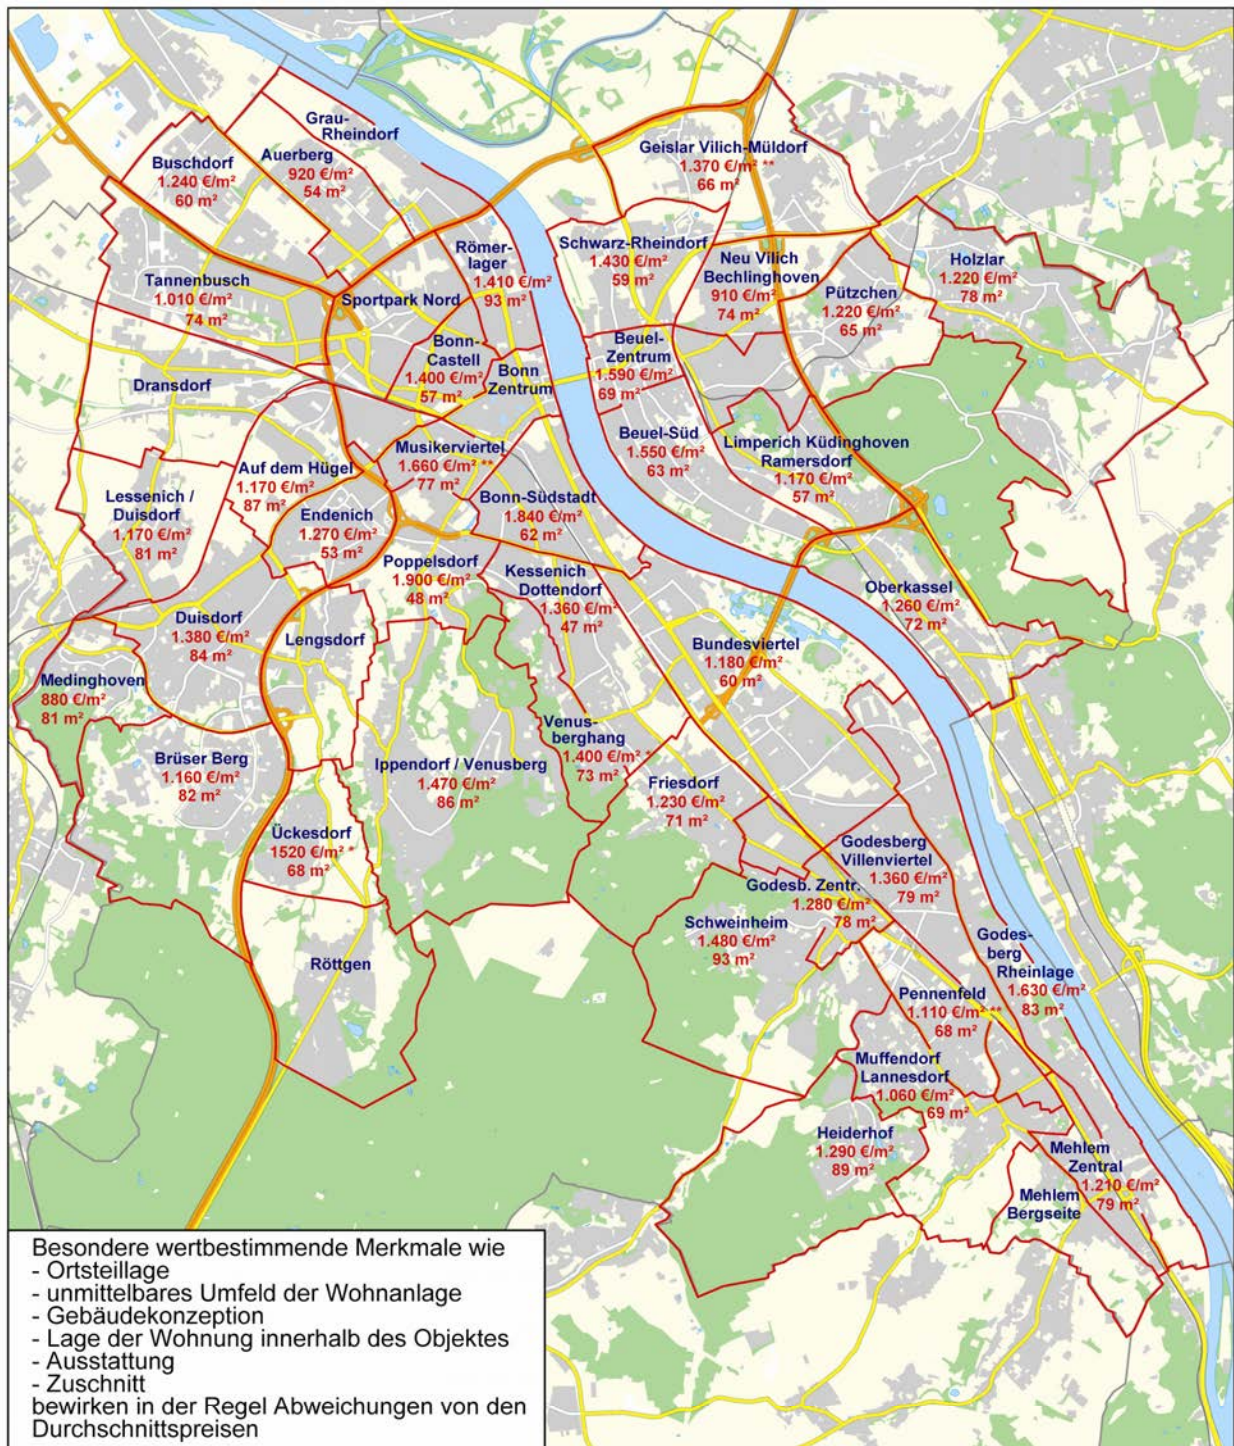 Grau-
Rheindorf
Buschdorf
1.240 €/m²
60 m²
Auerberg
920 €/m²
54 m²
Geislar Vilich-Müldorf
1.370 €/m² **
66 m²
Tannenbusch
1.010 €/m²
74 m²
Sportpark Nord
Römer-
lager
1.410 €/m²
93 m²
Schwarz-Rheindorf
1.430 €/m²
59 m²
Neu Vilich
Bechlinghoven
910 €/m²
74 m²
Pützchen
1.220 €/m²
65 m²
Holzlar
1.220 €/m²
78 m²
Dransdorf
Bonn-
Castell
1.400 €/m²
57 m²
Bonn
Zentrum
Beuel-
Zentrum
1.590 €/m²
69 m²
Beuel-Süd
1.550 €/m²
63 m²
Limperich Küdinghoven
Ramersdorf
1.170 €/m²
57 m²
Lessenich /
Duisdorf
1.170 €/m²
81 m²
Auf dem Hügel
1.170 €/m²
87 m²
Musikerviertel
1.660 €/m² **
77 m²
Endenich
1.270 €/m²
53 m²
Bonn-Südstadt
1.840 €/m²
62 m²
Poppelsdorf
1.900 €/m²
48 m²
Kessenich
Dottendorf
1.360 €/m²
47 m²
Oberkassel
1.260 €/m²
72 m²
Duisdorf
1.380 €/m²
84 m²
Lengsdorf
Bundesviertel
1.180 €/m²
60 m²
Medinghoven
880 €/m²
81 m²
Brüser Berg
1.160 €/m²
82 m²
Ippendorf / Venusberg
1.470 €/m²
86 m²
Venus-
berghang
1.400 €/m² *
73 m²
Friesdorf
1.230 €/m²
71 m²
Ückesdorf
1520 €/m² *
68 m²
Godesberg
Villenviertel
1.360 €/m²
79 m²
Godesb. Zentr.
1.280 €/m²
78 m²
Schweinheim
1.480 €/m²
93 m²
Röttgen
Godes-
berg
Rheinlage
1.630 €/m²
83 m²
Pennenfeld
1.110 €/m² **
68 m²
Muffendorf
Lannesdorf
1.060 €/m²
69 m²
Heiderhof
1.290 €/m²
89 m²
Mehlem
Zentral
1.210 €/m²
79 m²
Mehlem
Bergseite
Besondere wertbestimmende Merkmale wie
- Ortsteillage
- unmittelbares Umfeld der Wohnanlage
- Gebäudekonzeption
- Lage der Wohnung innerhalb des Objektes
- Ausstattung
- Zuschnitt
bewirken in der Regel Abweichungen von den
Durchschnittspreisen